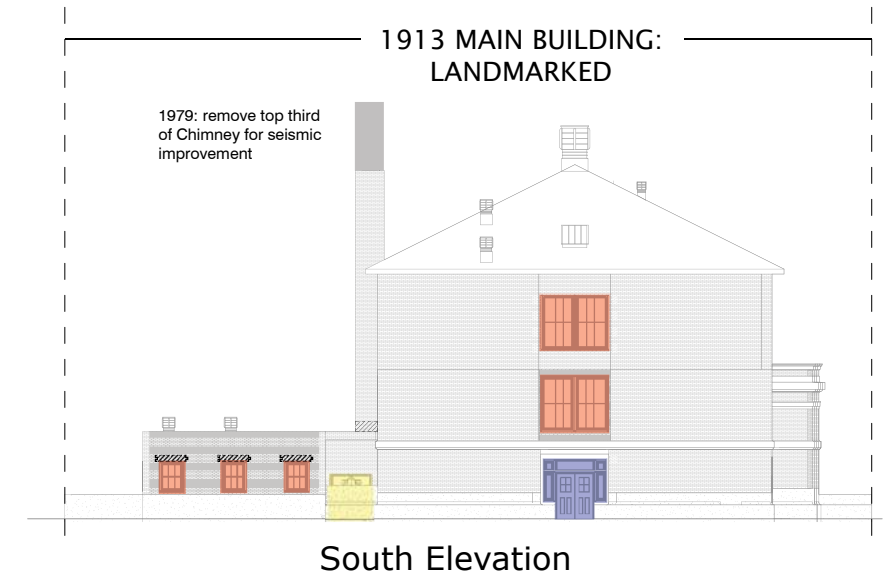 1913 MAIN BUILDING:
LANDMARKED
1979: remove top third
of Chimney for seismic
improvement
South Elevation